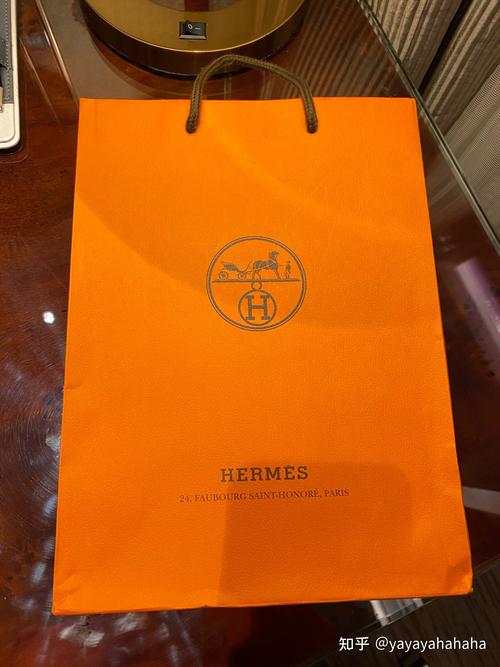 H
HERMÈS
24, FAUBOURG SAINT-HONORÉ, PARIS
知乎 @yayayahahaha